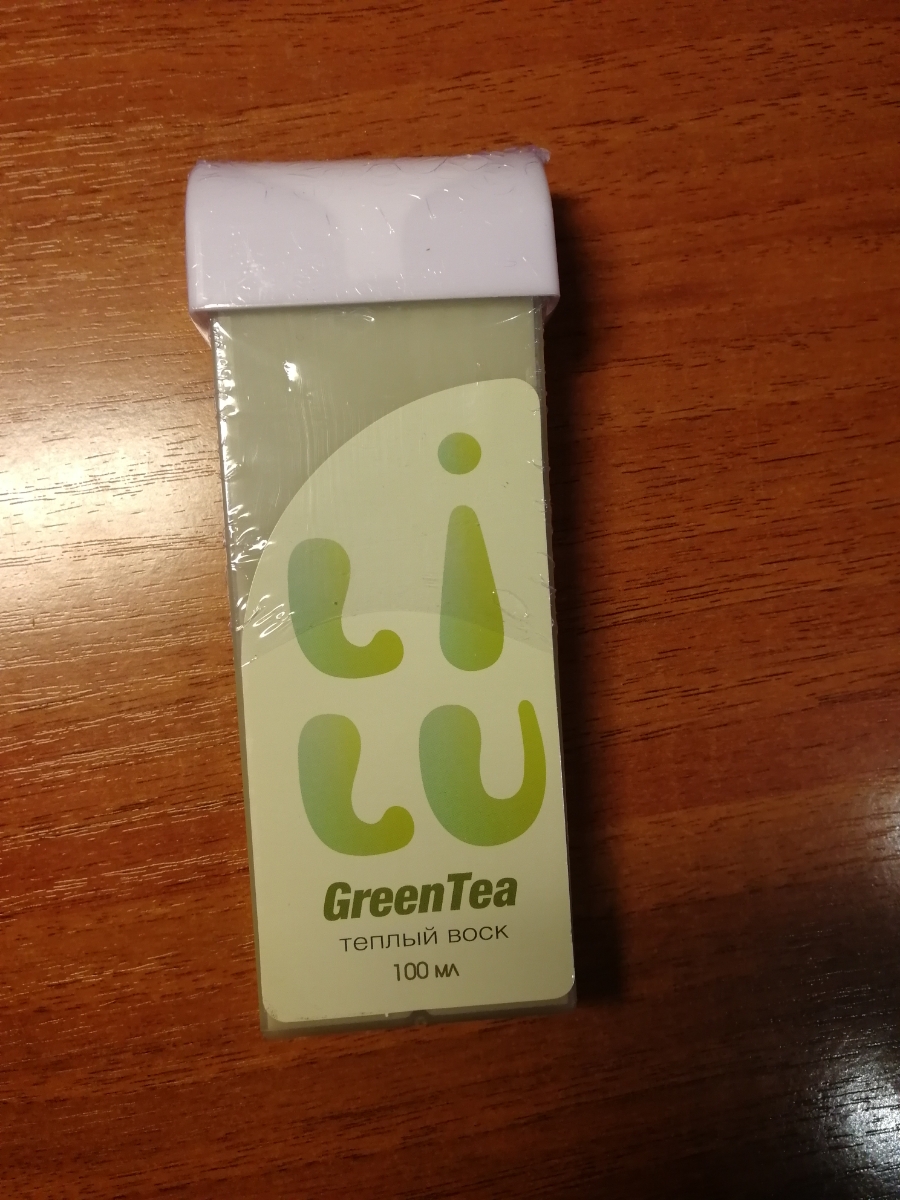 Li
Lu
GreenTea
теплый воск
100 мл